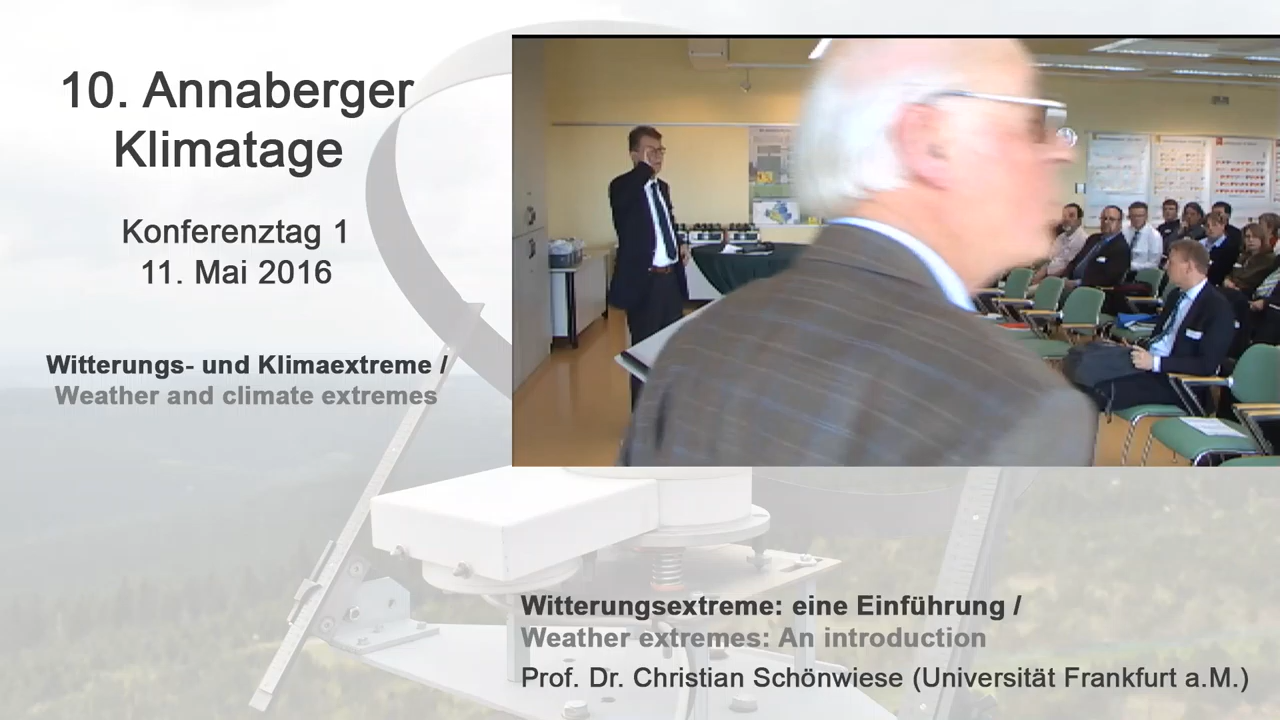 10. Annaberger
Klimatage
Konferenztag 1
11. Mai 2016
Witterungs- und Klimaextreme /
Weather and climate extremes
Witterungsextreme: eine Einführung /
Weather extremes: An introduction
Prof. Dr. Christian Schönwiese (Universität Frankfurt a.M.)